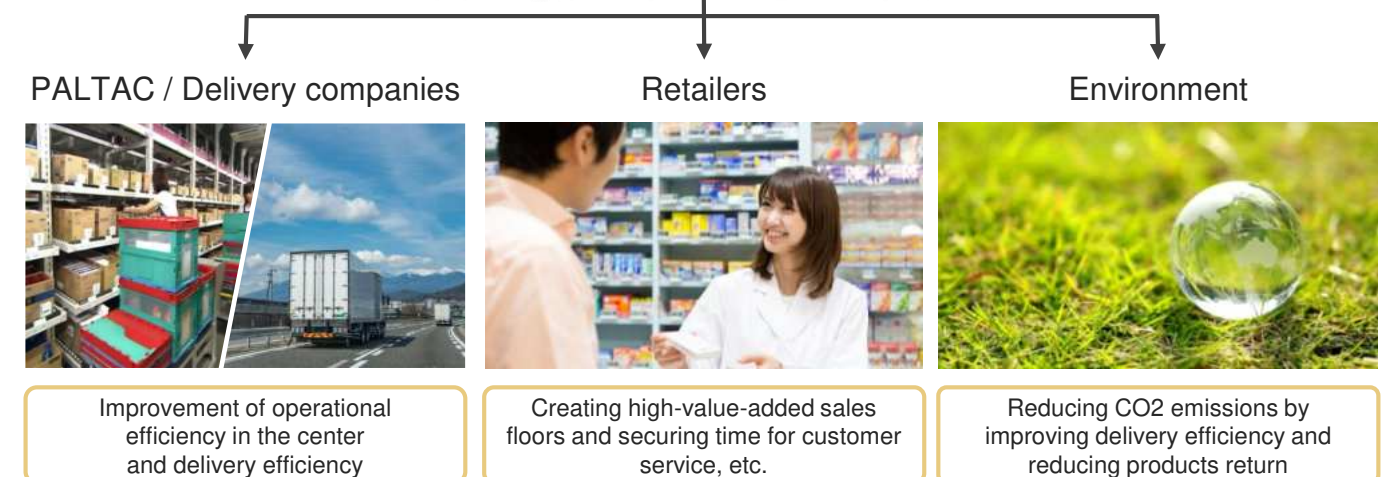 PALTAC / Delivery companies
Retailers
Environment
Improvement of operational
efficiency in the center
and delivery efficiency
Creating high-value-added sales
floors and securing time for customer
service, etc.
Reducing CO2 emissions by
improving delivery efficiency and
reducing products return